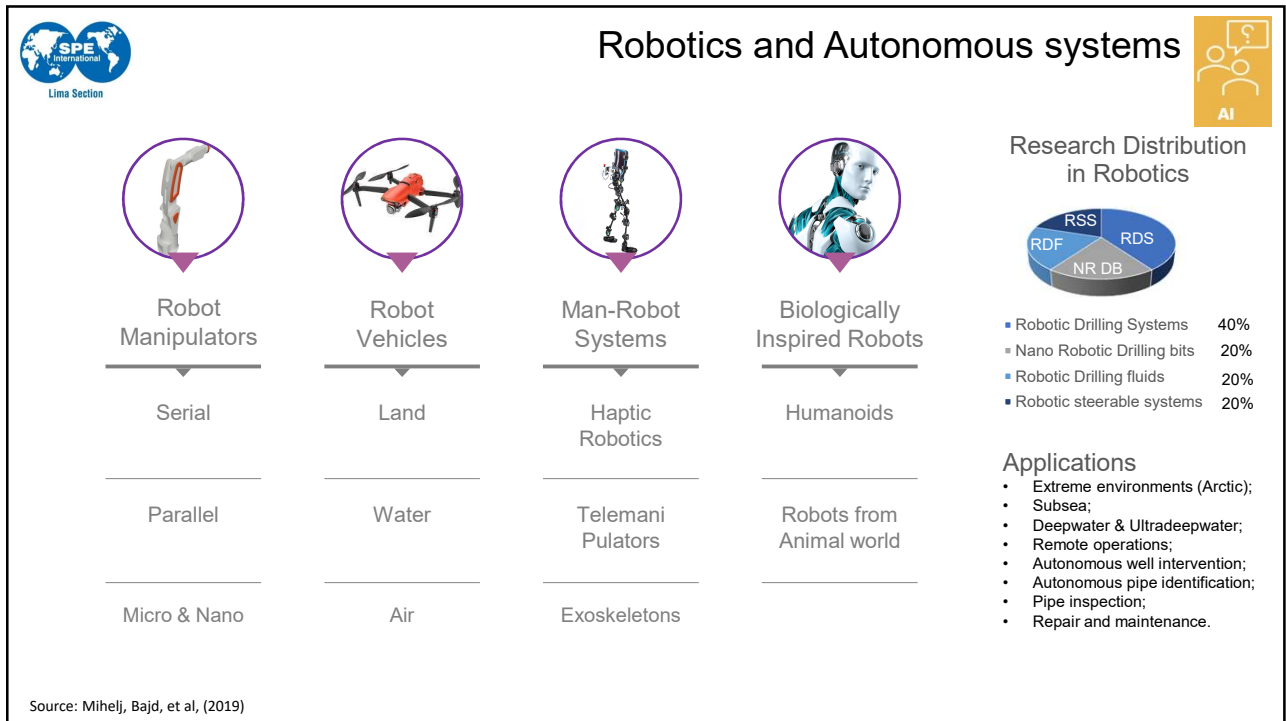 SPE
International
Lima Section
Robotics and Autonomous systems
?
AI
Robot
Manipulators
Serial
Parallel
Micro & Nano
Robot
Vehicles
Land
Water
Air
Man-Robot
Systems
Haptic
Robotics
Telemani
Pulators
Exoskeletons
Biologically
Inspired Robots
Humanoids
Robots from
Animal world
Research Distribution
in Robotics
RSS
RDS
RDF
NR DB
▪ Robotic Drilling Systems 40%
▪ Nano Robotic Drilling bits 20%
▪ Robotic Drilling fluids 20%
▪ Robotic steerable systems 20%
Applications
• Extreme environments (Arctic);
• Subsea;
• Deepwater & Ultradeepwater;
• Remote operations;
• Autonomous well intervention;
• Autonomous pipe identification;
• Pipe inspection;
• Repair and maintenance.
Source: Mihelj, Bajd, et al, (2019)